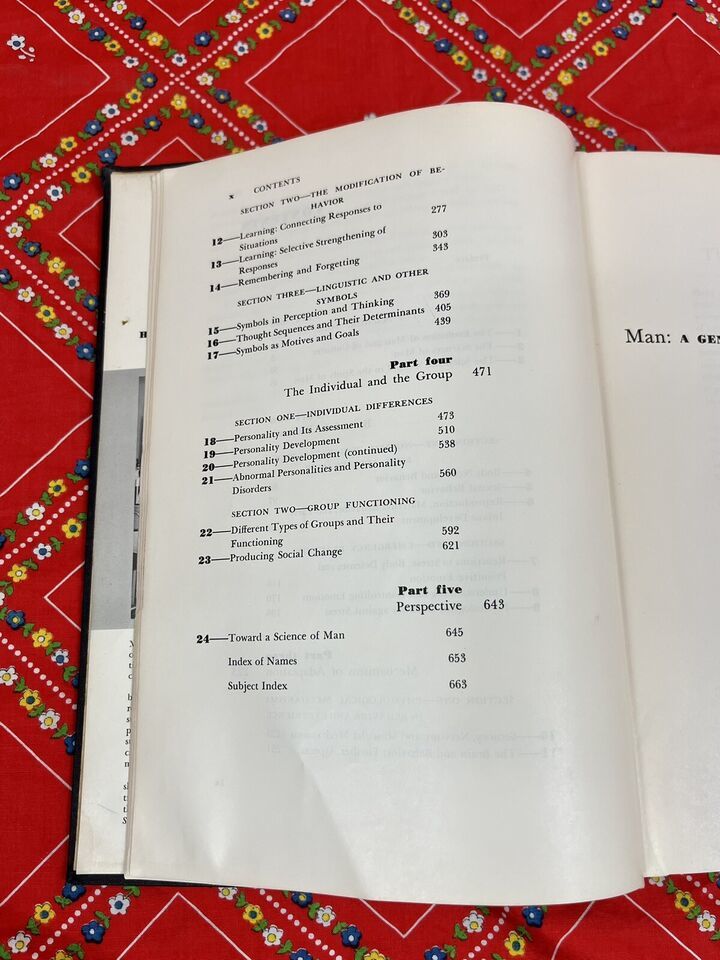 x CONTENTS
SECTION TWO—THE MODIFICATION OF BE-
HAVIOR
12—Learning: Connecting Responses to
Situations 277
13—Learning: Selective Strengthening of
Responses 303
14—Remembering and Forgetting 343
SECTION THREE—LINGUISTIC AND OTHER
SYMBOLS
15—Symbols in Perception and Thinking 369
16—Thought Sequences and Their Determinants 405
17—Symbols as Motives and Goals 439
Part four
The Individual and the Group 471
SECTION ONE—INDIVIDUAL DIFFERENCES
18—Personality and Its Assessment 473
19—Personality Development 510
20—Personality Development (continued) 538
21—Abnormal Personalities and Personality
Disorders 560
SECTION TWO—GROUP FUNCTIONING
22—Different Types of Groups and Their
Functioning 592
23—Producing Social Change 621
Part five
Perspective 643
24—Toward a Science of Man 645
Index of Names 653
Subject Index 663
Man: A GEN